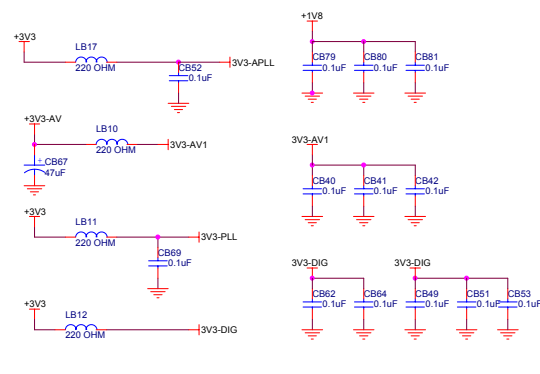 +3V3
LB17
220 OHM
CB52
0.1uF
3V3-APLL
+3V3-AV
LB10
220 OHM
3V3-AV1
CB67
47uF
+
+3V3
LB11
220 OHM
3V3-PLL
CB69
0.1uF
+3V3
LB12
220 OHM
3V3-DIG
+1V8
CB79
0.1uF
CB80
0.1uF
CB81
0.1uF
3V3-AV1
CB40
0.1uF
CB41
0.1uF
CB42
0.1uF
3V3-DIG
CB62
0.1uF
CB64
0.1uF
3V3-DIG
CB49
0.1uF
CB51
0.1uF
CB53
0.1uF